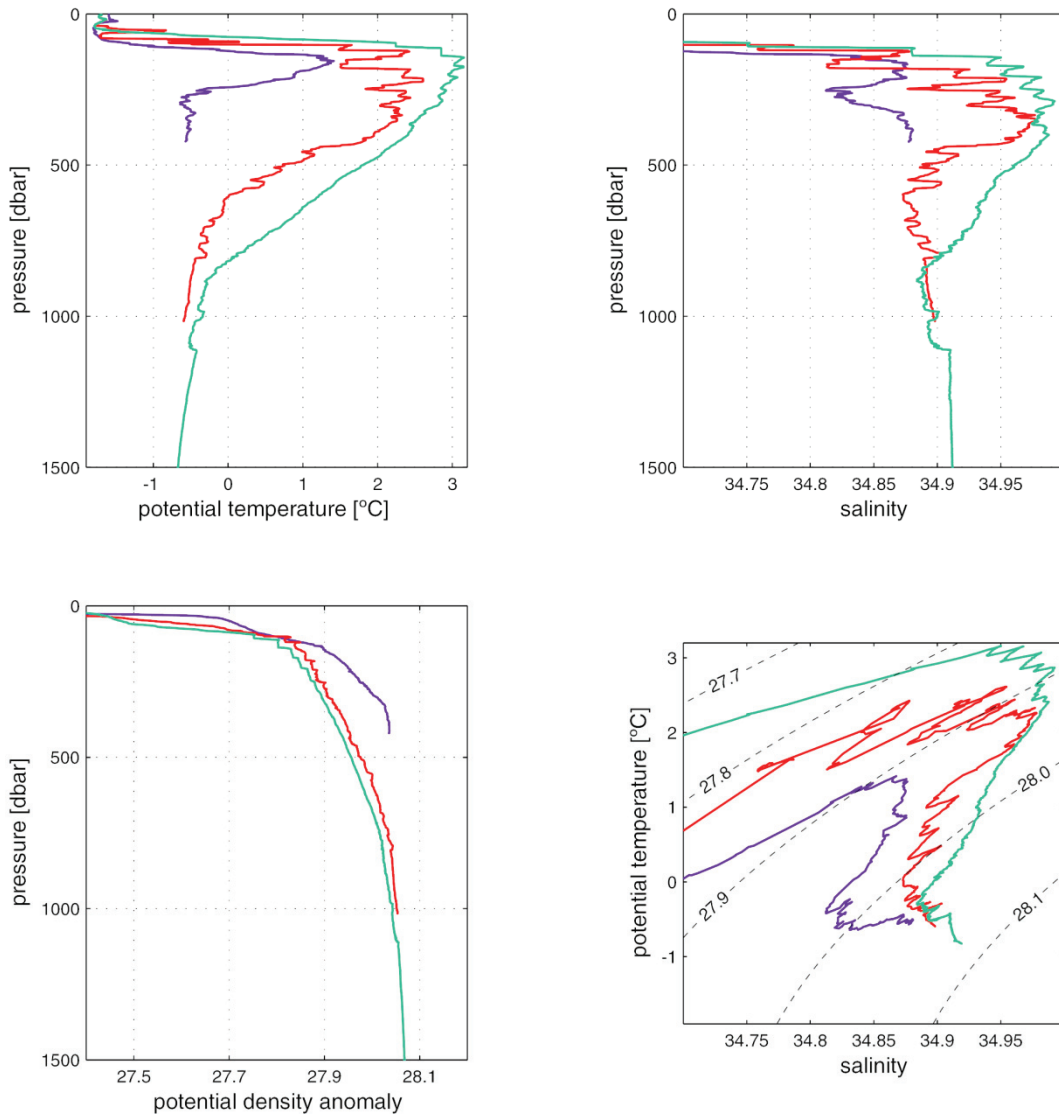 0
500
1000
1500
pressure [dbar]
-1 0 1 2 3
potential temperature [°C]
0
500
1000
1500
pressure [dbar]
34.75 34.8 34.85 34.9 34.95
salinity
0
500
1000
1500
pressure [dbar]
27.5 27.7 27.9 28.1
potential density anomaly
3
2
1
0
-1
potential temperature [°C]
27.7
27.8
27.9
28.0
28.1
34.75 34.8 34.85 34.9 34.95
salinity